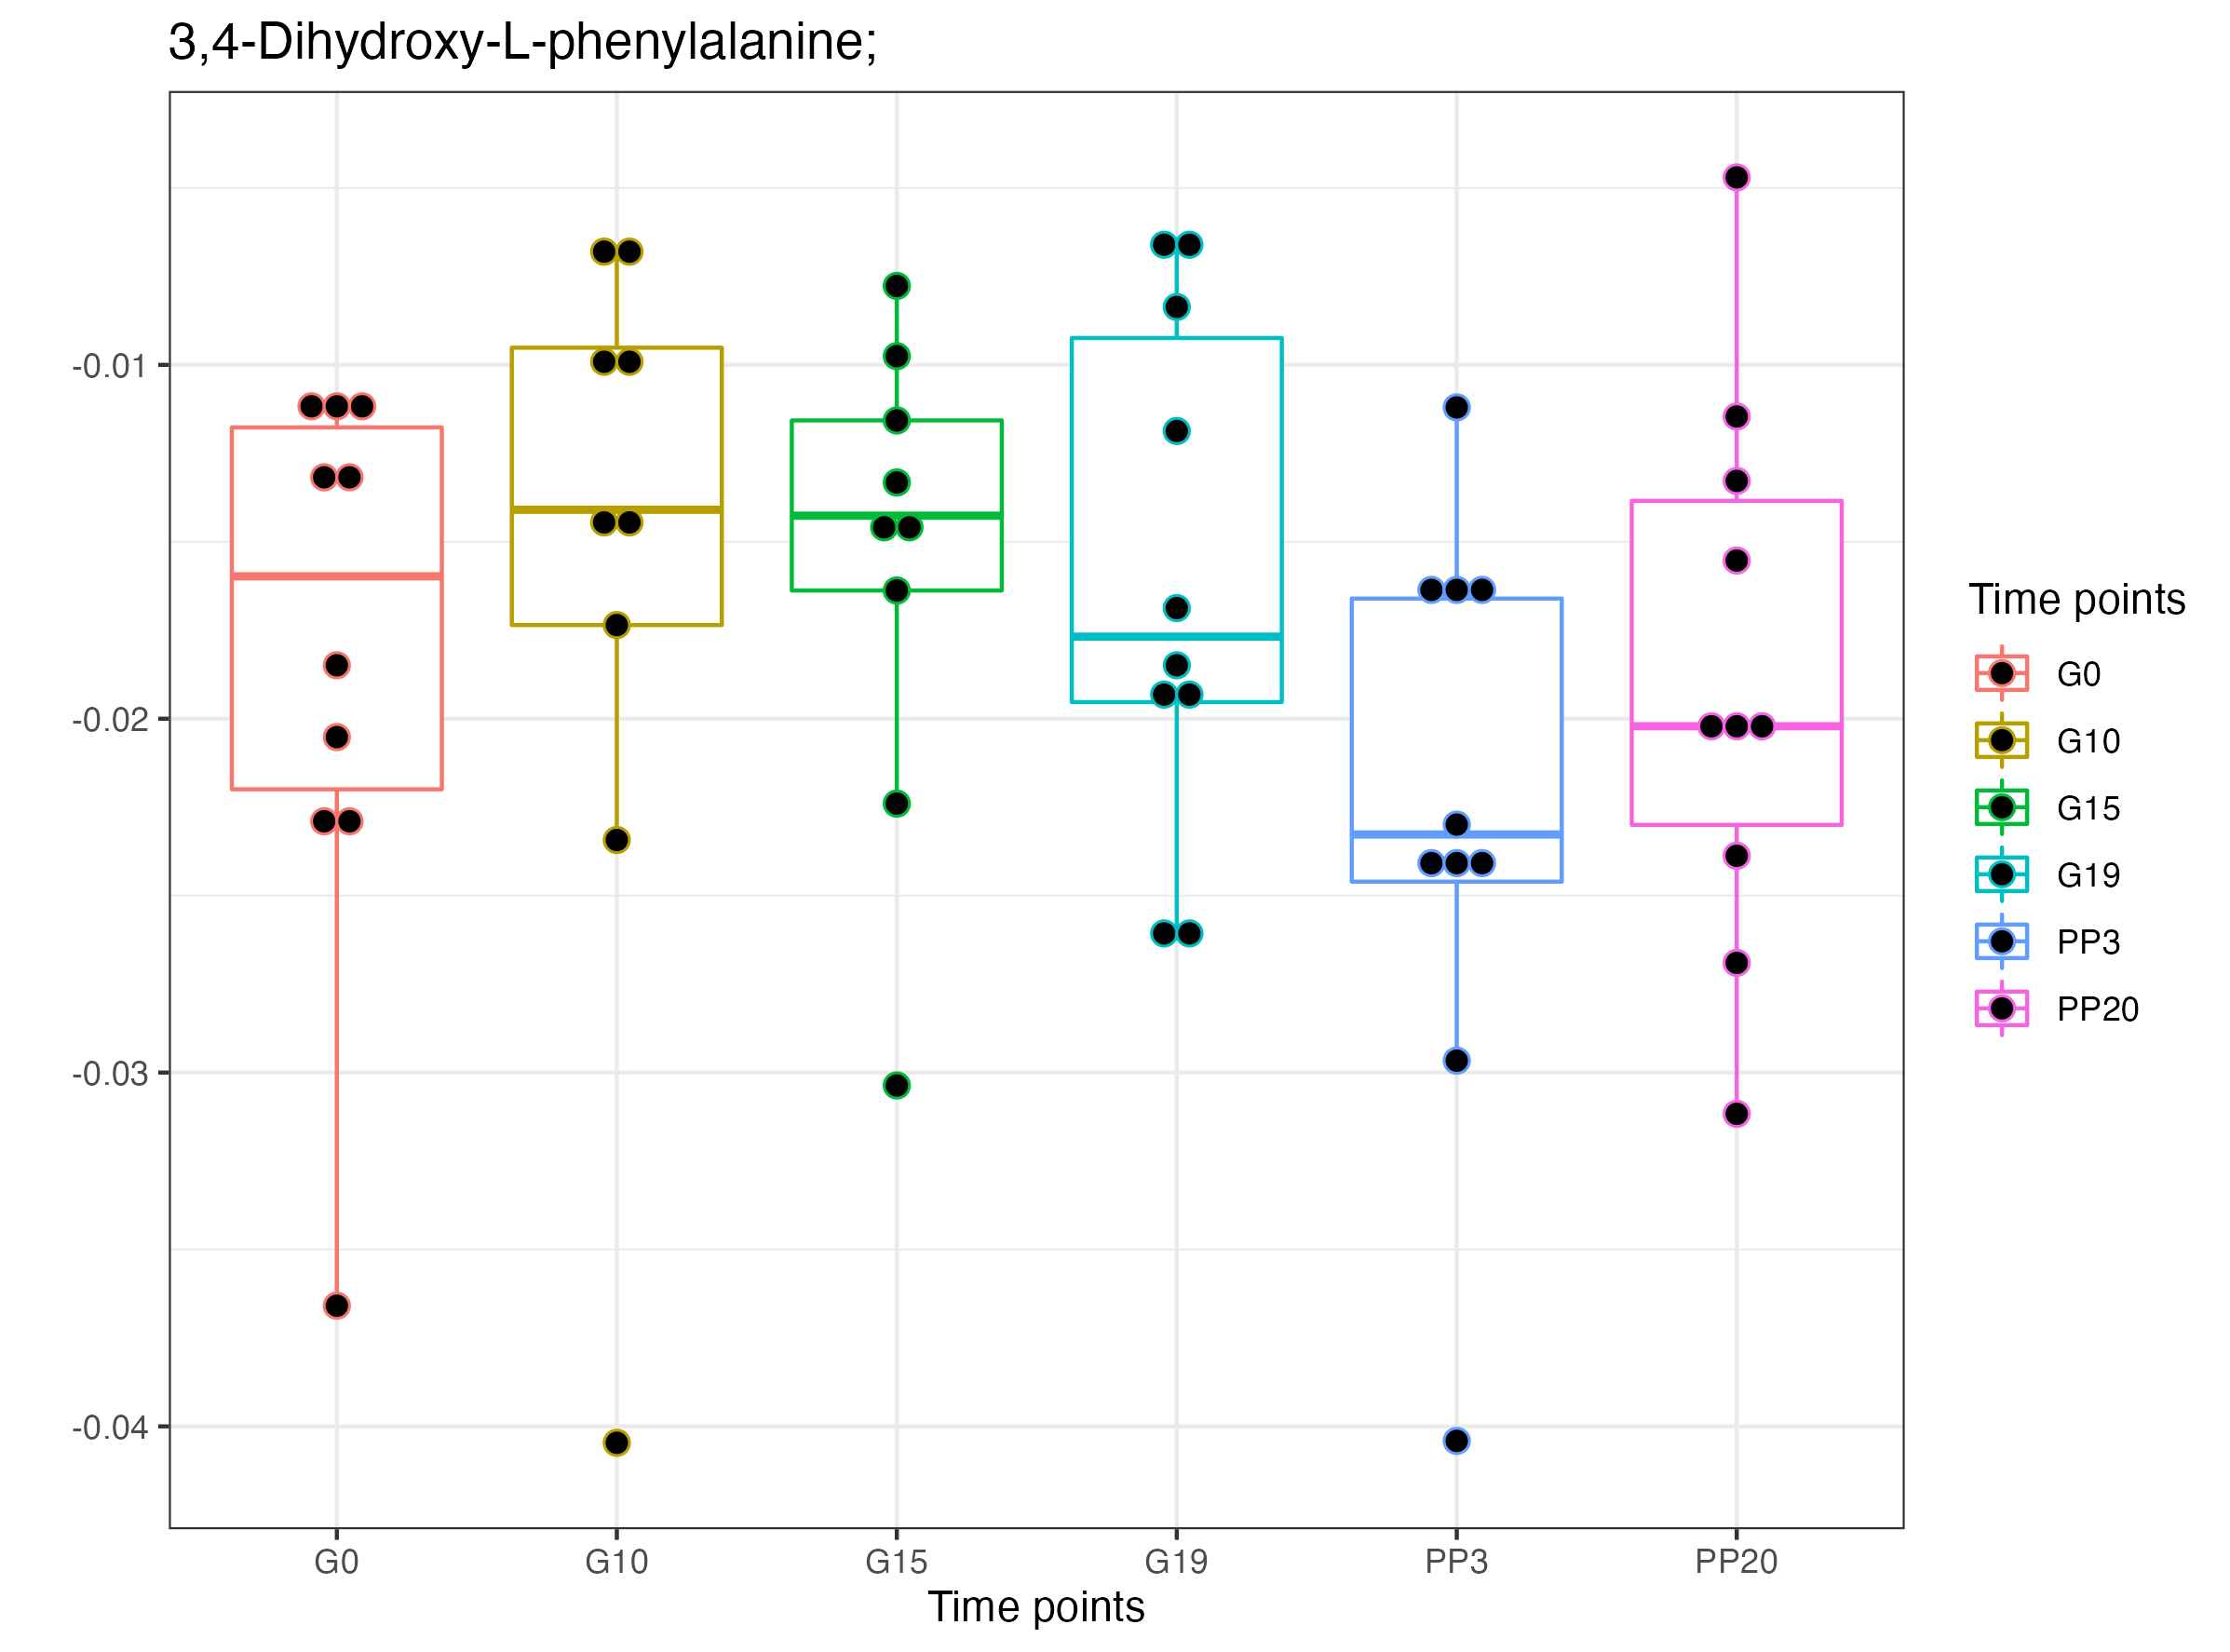 3,4-Dihydroxy-L-phenylalanine;
-0.01
-0.02
-0.03
-0.04
G0 G10 G15 G19 PP3 PP20
Time points
Time points
G0
G10
G15
G19
PP3
PP20